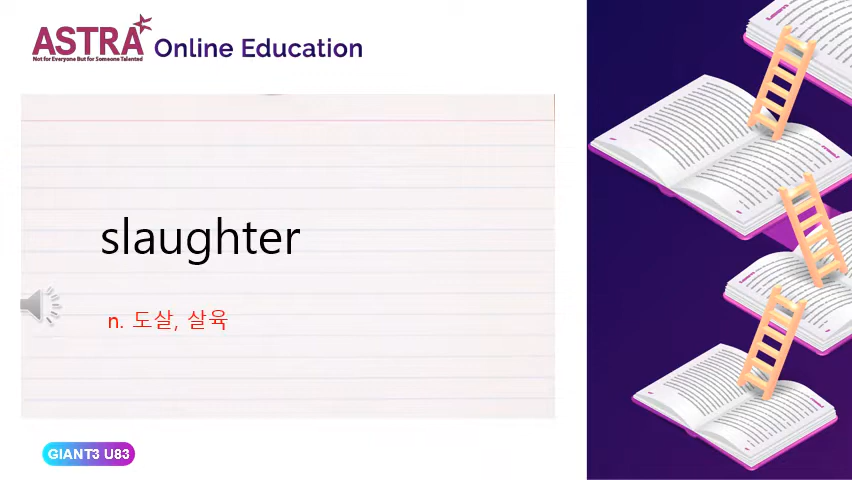 ASTRA
Not for Everyone But for Someone Talented
Online Education
slaughter
n. 도살, 살육
GIANT3 U83